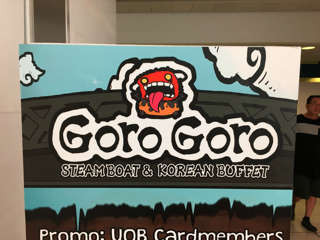 Goro Goro
STEAMBOAT & KOREAN BUFFET
Promo: UOB Cardmembers